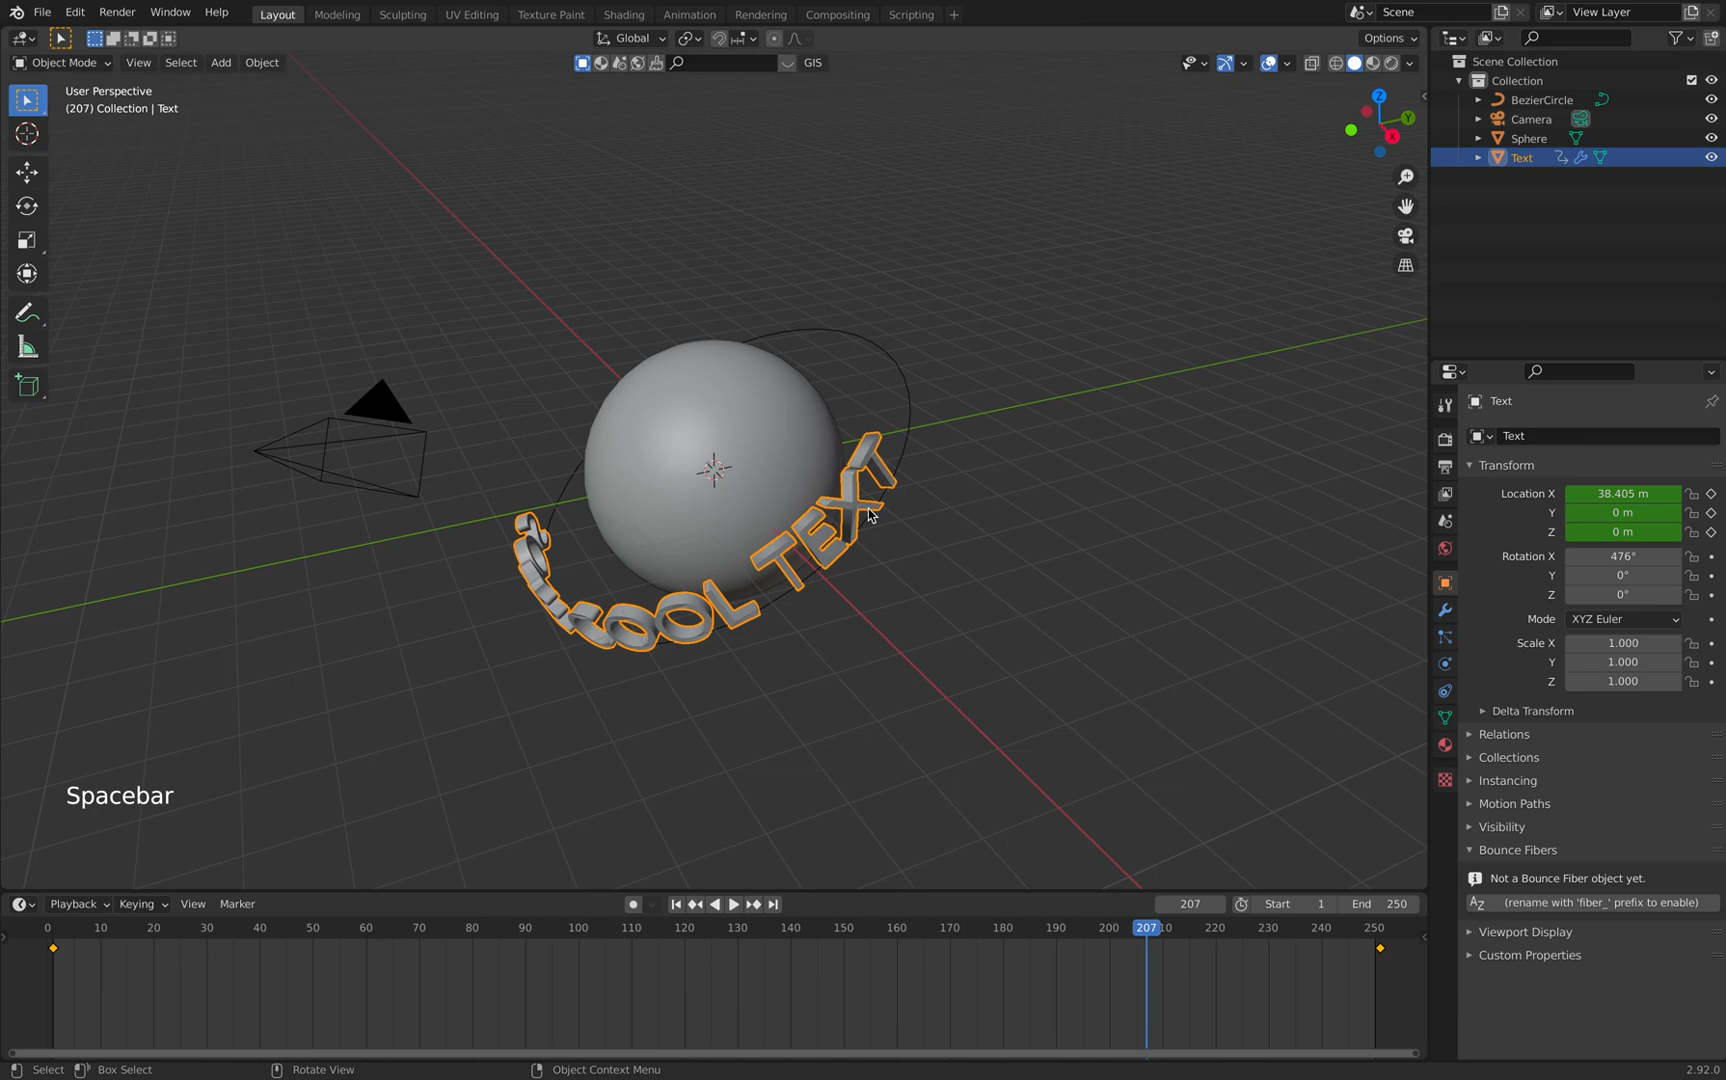 File Edit Render Window Help
Layout Modeling Sculpting UV Editing Texture Paint Shading Animation Rendering Compositing Scripting +
Scene
View Layer
Global
Options
Object Mode View Select Add Object
GIS
User Perspective
(207) Collection | Text
Z
Y
X
COOL TEXT
Spacebar
Scene Collection
Collection
BezierCircle
Camera
Sphere
Text
Text
Text
Transform
Location X 38.405 m
Y 0 m
Z 0 m
Rotation X 476°
Y 0°
Z 0°
Mode XYZ Euler
Scale X 1.000
Y 1.000
Z 1.000
Delta Transform
Relations
Collections
Instancing
Motion Paths
Visibility
Bounce Fibers
Not a Bounce Fiber object yet.
(rename with 'fiber_' prefix to enable)
Viewport Display
Custom Properties
Playback Keying View Marker
207
Start 1 End 250
0 10 20 30 40 50 60 70 80 90 100 110 120 130 140 150 160 170 180 190 200 207 10 220 230 240 250
Select Box Select Rotate View Object Context Menu
2.92.0